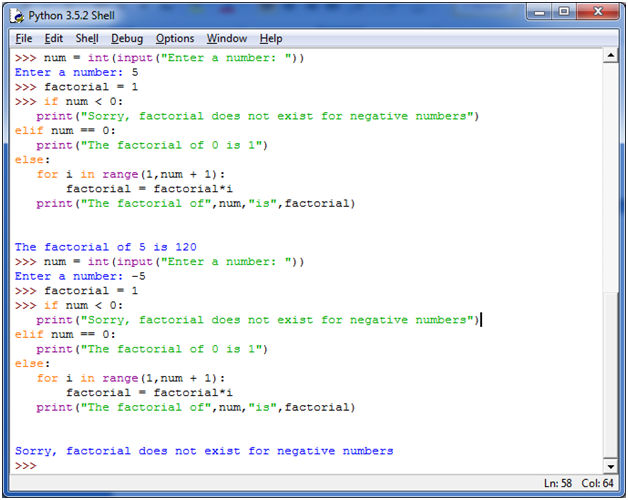 Python 3.5.2 Shell
File Edit Shell Debug Options Window Help
>>> num = int(input("Enter a number: "))
Enter a number: 5
>>> factorial = 1
>>> if num < 0:
   print("Sorry, factorial does not exist for negative numbers")
elif num == 0:
   print("The factorial of 0 is 1")
else:
   for i in range(1,num + 1):
       factorial = factorial*i
   print("The factorial of",num,"is",factorial)
The factorial of 5 is 120
>>> num = int(input("Enter a number: "))
Enter a number: -5
>>> factorial = 1
>>> if num < 0:
   print("Sorry, factorial does not exist for negative numbers")
elif num == 0:
   print("The factorial of 0 is 1")
else:
   for i in range(1,num + 1):
       factorial = factorial*i
   print("The factorial of",num,"is",factorial)
Sorry, factorial does not exist for negative numbers
>>>
Ln: 58 Col: 64